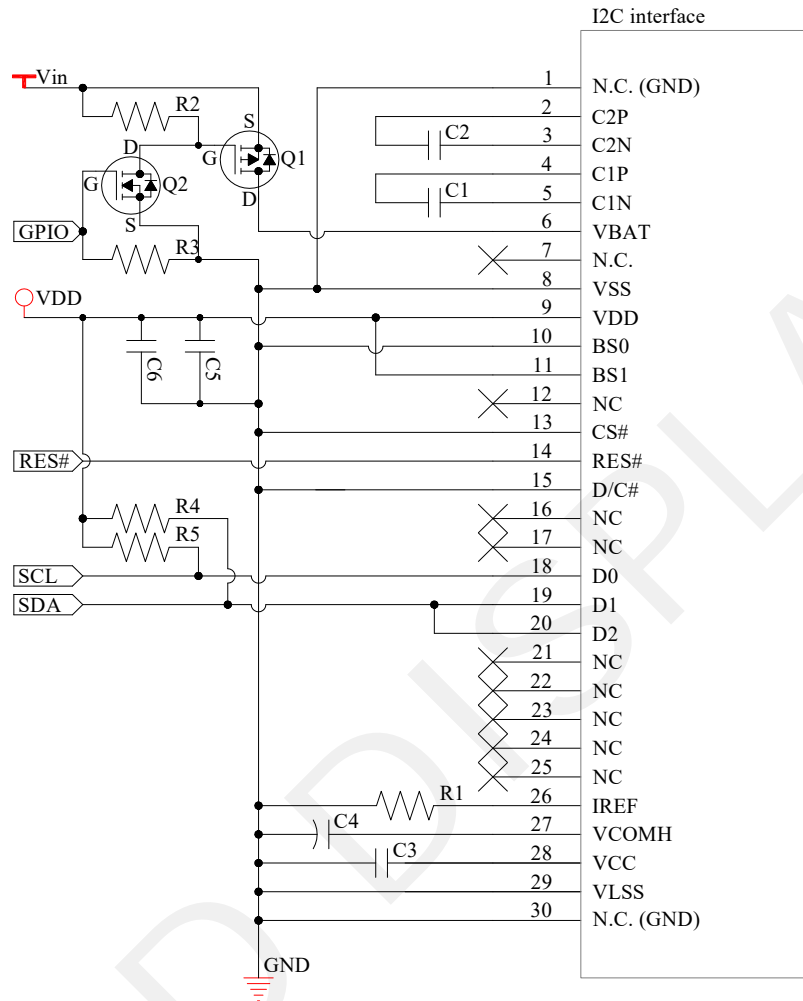 I2C interface
Vin
1 N.C. (GND)
R2
2 C2P
S
D
C2
3 C2N
G
Q1
4 C1P
G
Q2
D
C1
5 C1N
S
GPIO
6 VBAT
R3
7 N.C.
8 VSS
VDD
9 VDD
10 BS0
C6
C5
11 BS1
12 NC
13 CS#
RES#
14 RES#
15 D/C#
R4
16 NC
R5
17 NC
SCL
18 D0
SDA
19 D1
20 D2
21 NC
22 NC
23 NC
24 NC
25 NC
R1
26 IREF
C4
27 VCOMH
C3
28 VCC
29 VLSS
30 N.C. (GND)
GND
D DISPLA